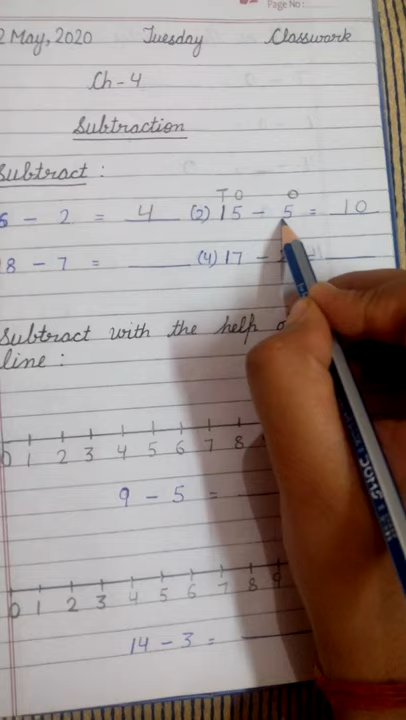 Page No:
2 May, 2020 Tuesday Classwork
Ch-4
Subtraction
Subtract:
6 - 2 = 4 (2) 15 - 5 = 10
T O O
8 - 7 = (4) 17 - =
Subtract with the help
line:
0 1 2 3 4 5 6 7 8
9 - 5 =
0 1 2 3 4 5 6 7 8 9
14 - 3 =